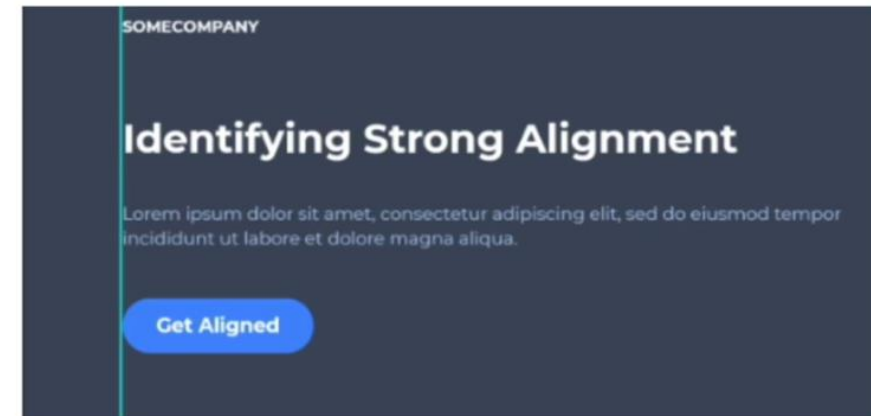 SOMECOMPANY
Identifying Strong Alignment
Lorem ipsum dolor sit amet, consectetur adipiscing elit, sed do eiusmod tempor
incididunt ut labore et dolore magna aliqua.
Get Aligned